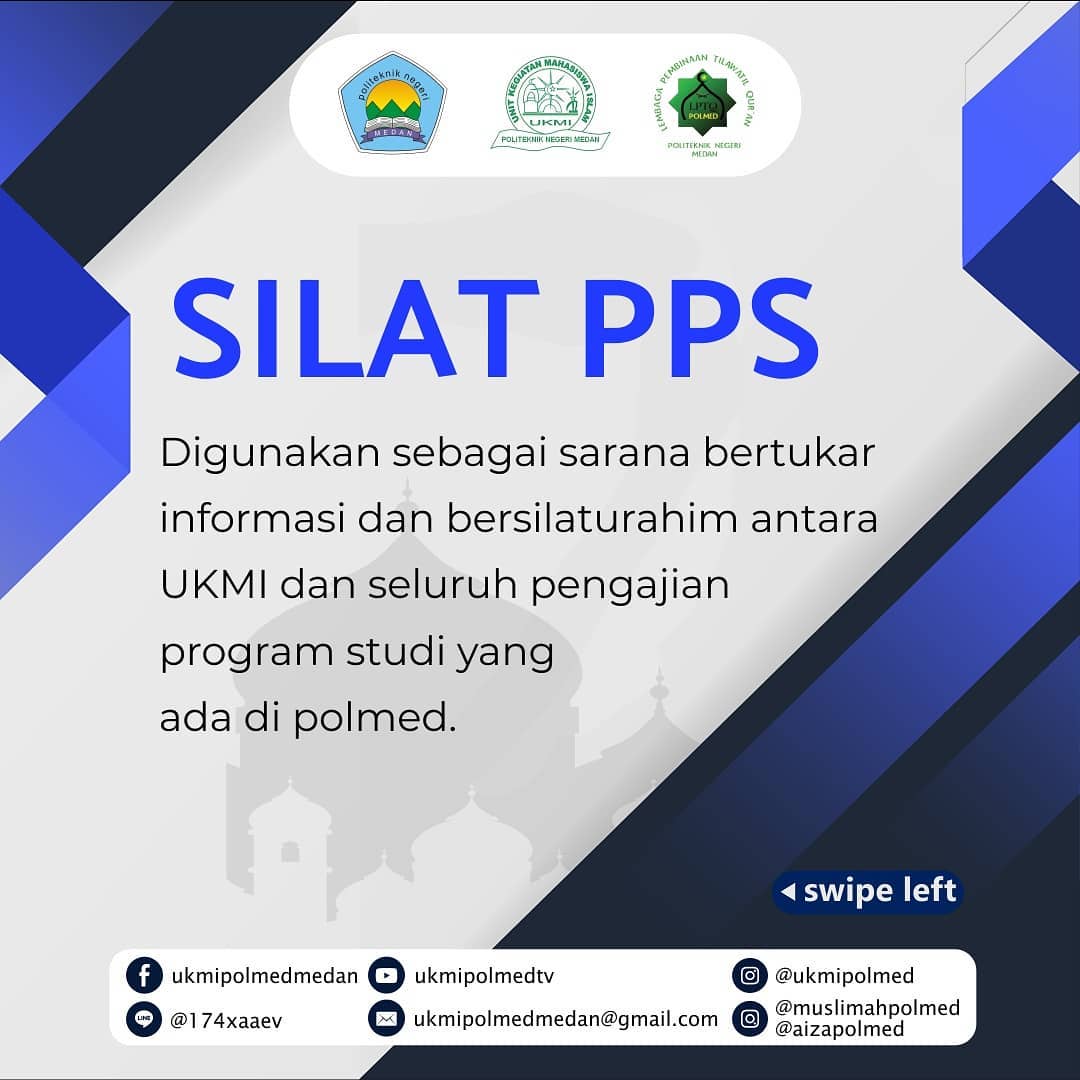 politeknik negeri
MEDAN
UNIT KEGIATAN MAHASISWA ISLAM
UKMI
POLITEKNIK NEGERI MEDAN
LEMBAGA PEMBINAAN TILAWATIL QUR'AN
LPTQ
POLMED
POLITEKNIK NEGERI
MEDAN
SILAT PPS
Digunakan sebagai sarana bertukar
informasi dan bersilaturahim antara
UKMI dan seluruh pengajian
program studi yang
ada di polmed.
swipe left
ukmipolmedmedan
ukmipolmedtv
@ukmipolmed
LINE
@174xaaev
ukmipolmedmedan@gmail.com
@muslimahpolmed
@aizapolmed